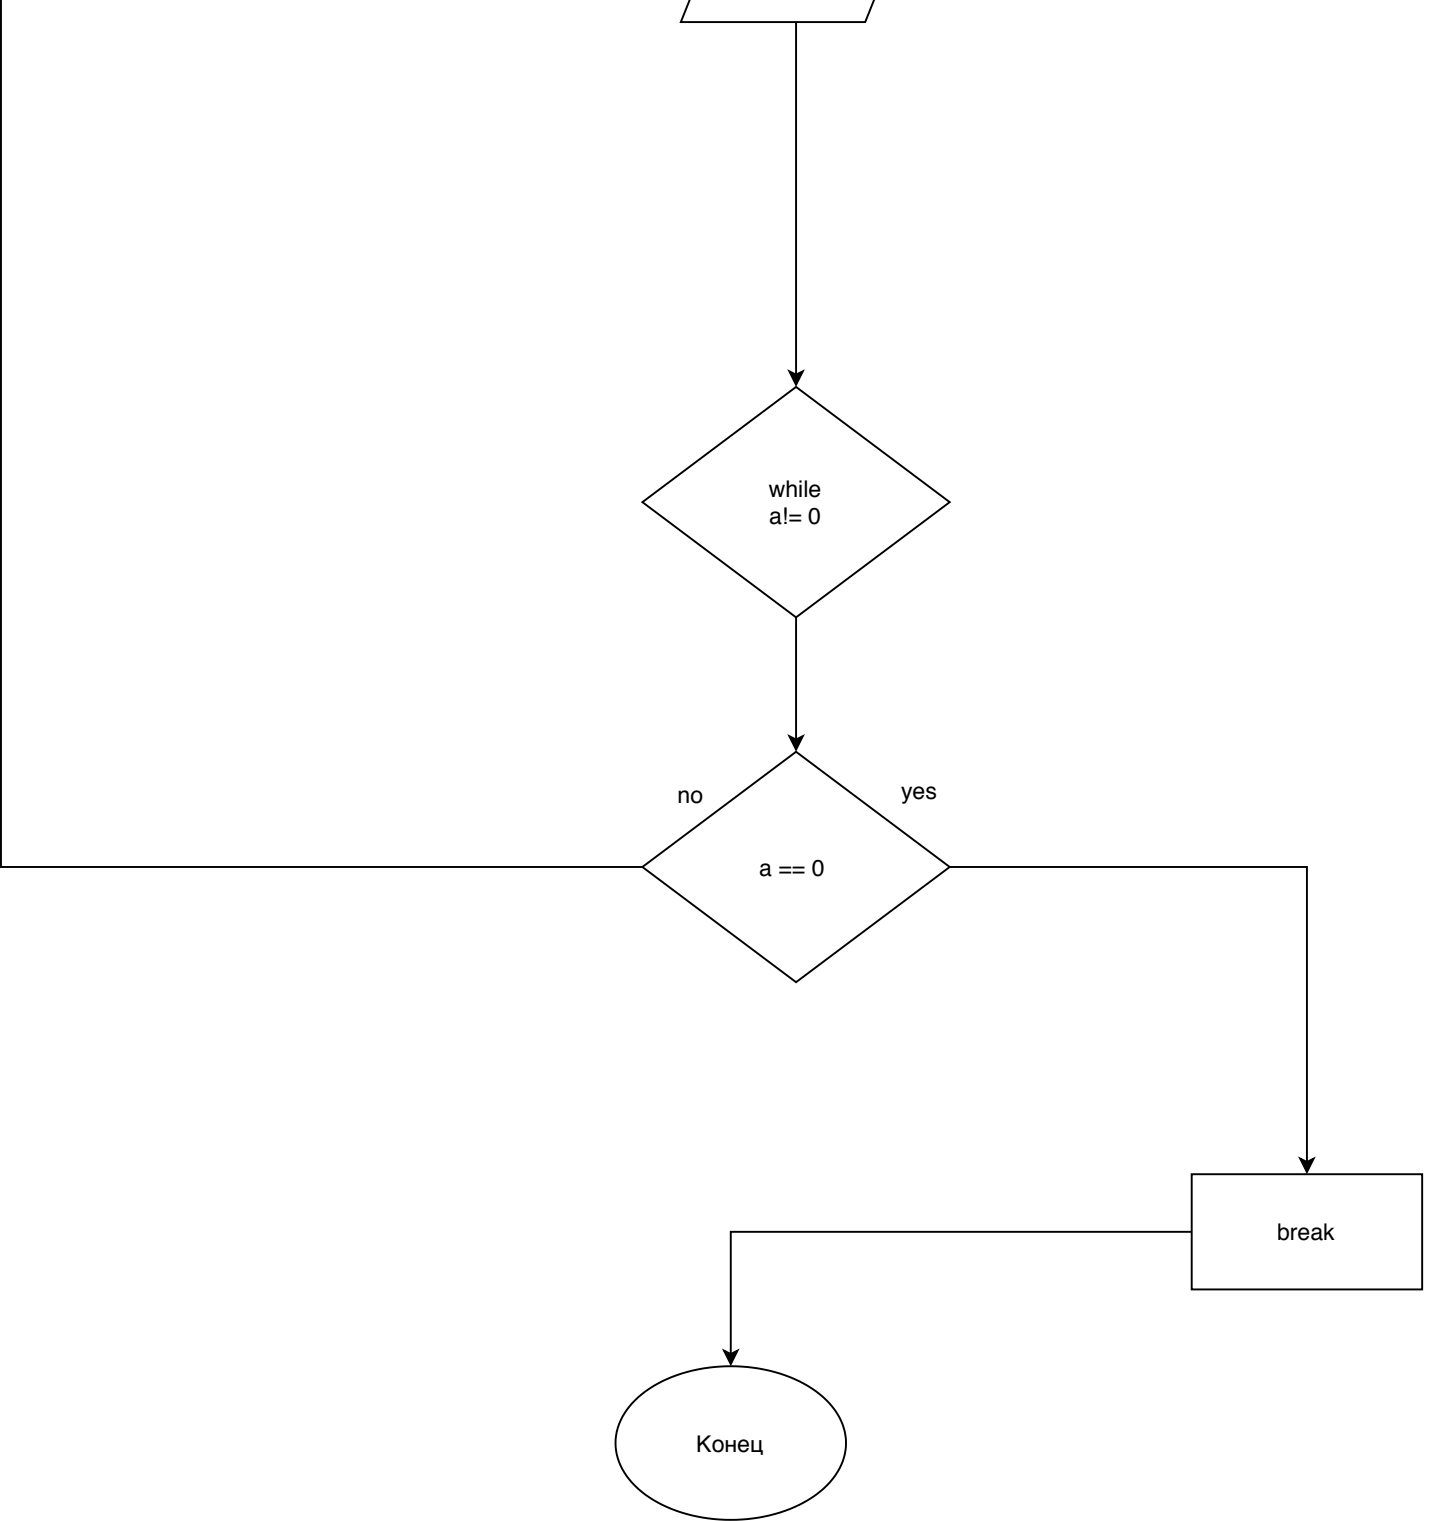 while
a!= 0
no
yes
a == 0
break
Конец